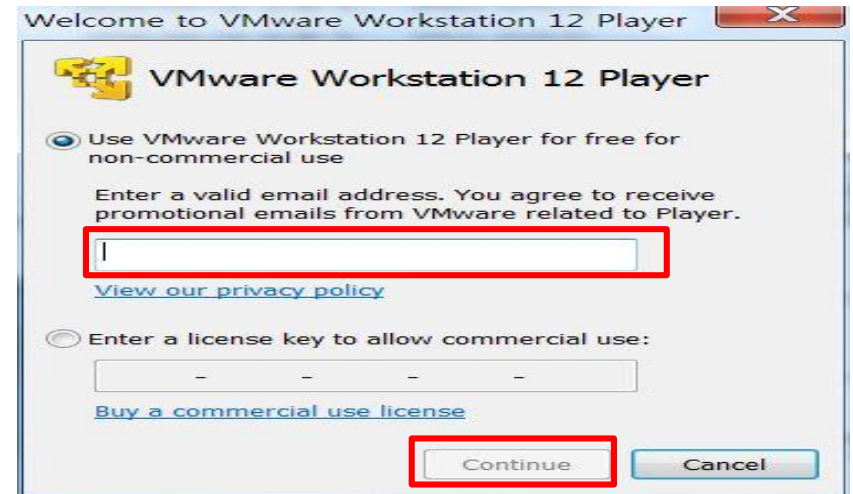 Welcome to VMware Workstation 12 Player
VMware Workstation 12 Player
Use VMware Workstation 12 Player for free for
non-commercial use
Enter a valid email address. You agree to receive
promotional emails from VMware related to Player.
View our privacy policy
Enter a license key to allow commercial use:
- - - -
Buy a commercial use license
Continue Cancel